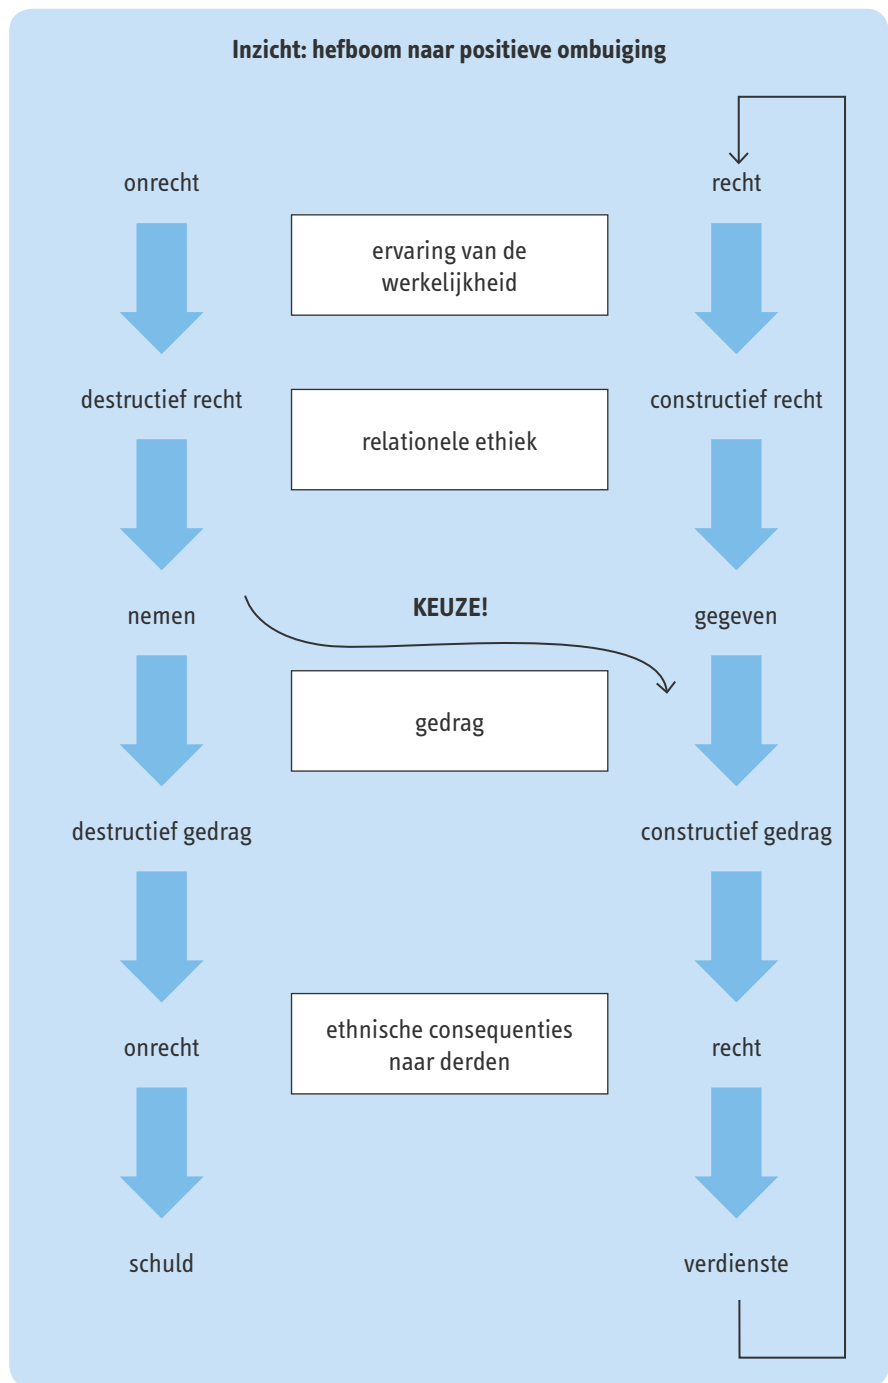 Inzicht: hefboom naar positieve ombuiging
onrecht
recht
ervaring van de
werkelijkheid
destructief recht
constructief recht
relationele ethiek
nemen
KEUZE!
gegeven
gedrag
destructief gedrag
constructief gedrag
ethnische consequenties
naar derden
onrecht
recht
schuld
verdienste